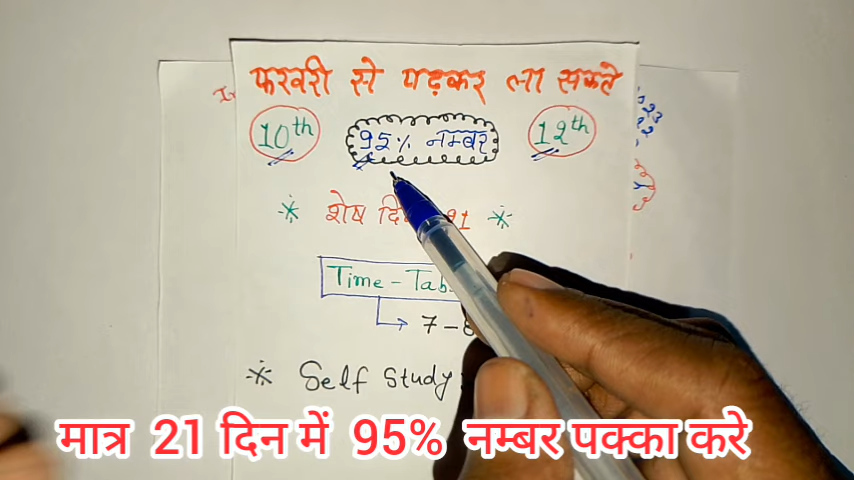 फरवरी से पढ़कर ला सकते
10th 95% नम्बर 12th
* शेष 21 *
Time - Tab
7 - 8
* Self Study
मात्र 21 दिन में 95% नम्बर पक्का करे